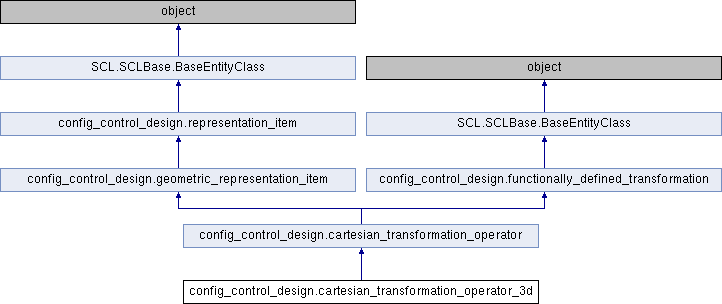 object
SCL.SCLBase.BaseEntityClass
object
config_control_design.representation_item
SCL.SCLBase.BaseEntityClass
config_control_design.geometric_representation_item
config_control_design.functionally_defined_transformation
config_control_design.cartesian_transformation_operator
config_control_design.cartesian_transformation_operator_3d